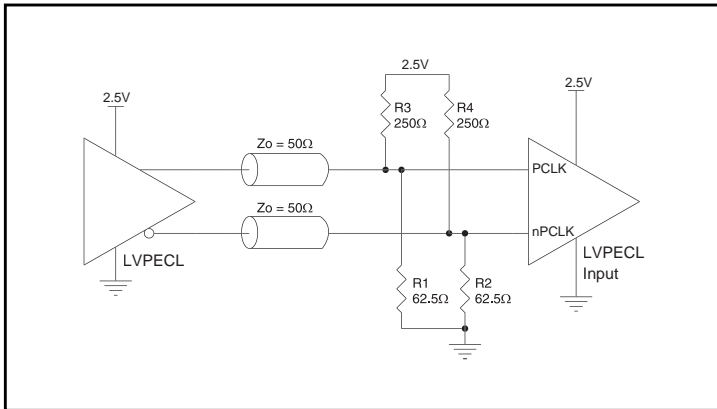 2.5V
2.5V
2.5V
R3
250Ω
R4
250Ω
Zo = 50Ω
PCLK
Zo = 50Ω
nPCLK
LVPECL
LVPECL
Input
R1
62.5Ω
R2
62.5Ω